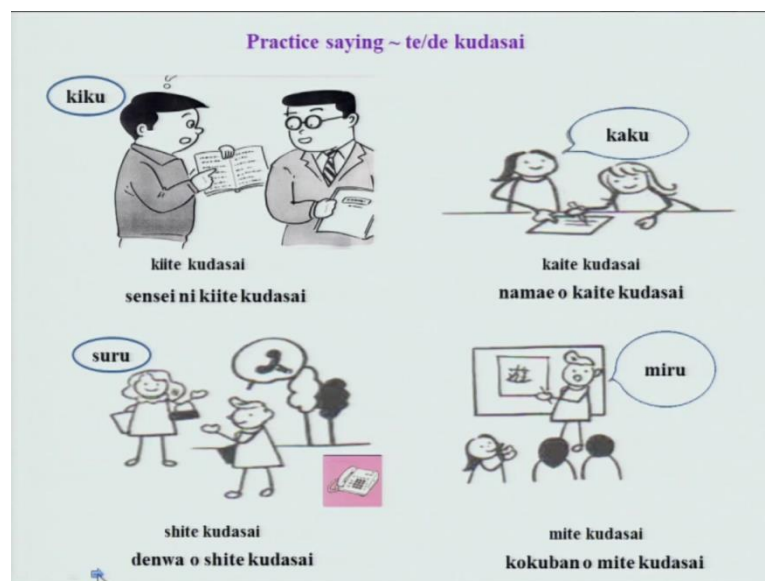 Practice saying ~ te/de kudasai
kiku
kiite kudasai
sensei ni kiite kudasai
kaku
kaite kudasai
namae o kaite kudasai
suru
shite kudasai
denwa o shite kudasai
miru
mite kudasai
kokuban o mite kudasai